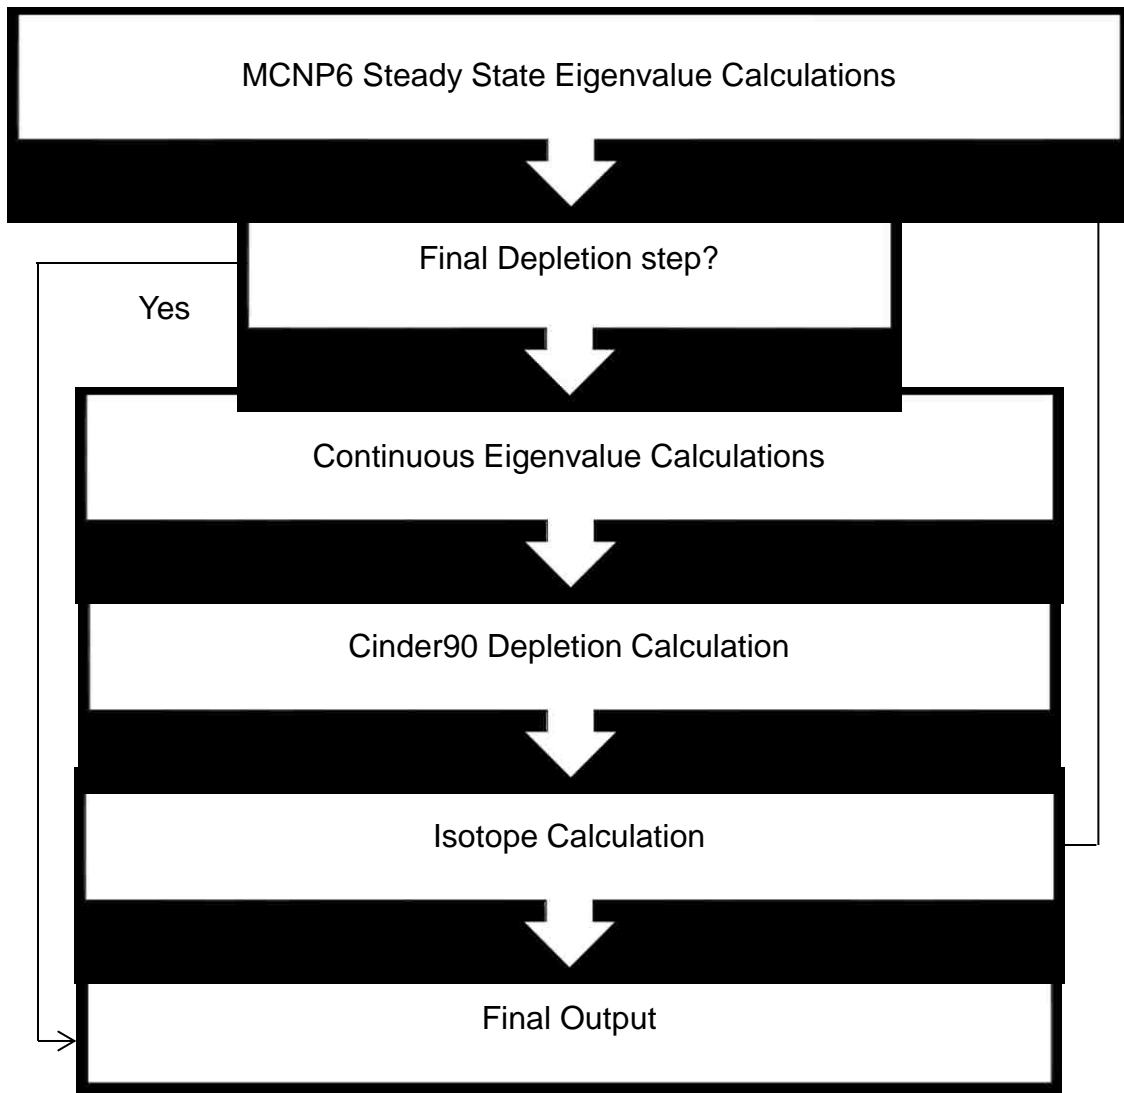 MCNP6 Steady State Eigenvalue Calculations
Final Depletion step?
Yes
Continuous Eigenvalue Calculations
Cinder90 Depletion Calculation
Isotope Calculation
Final Output